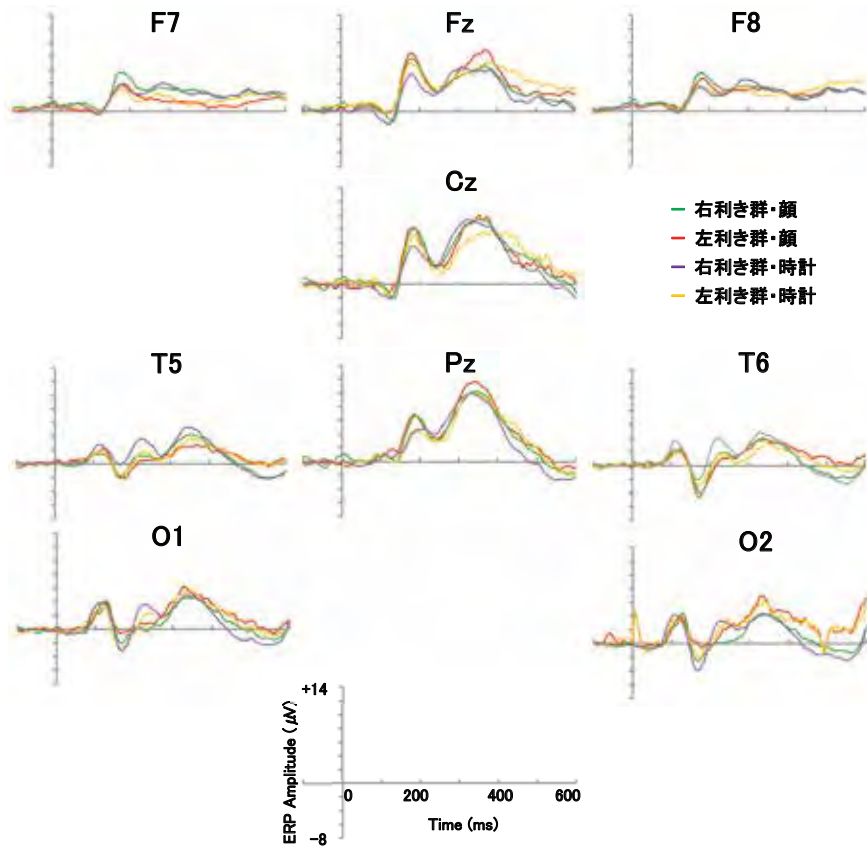 F7
Fz
F8
Cz
右利き群・顔
左利き群・顔
右利き群・時計
左利き群・時計
T5
Pz
T6
O1
O2
+14
ERP Amplitude (μV)
-8
0
200
400
600
Time (ms)